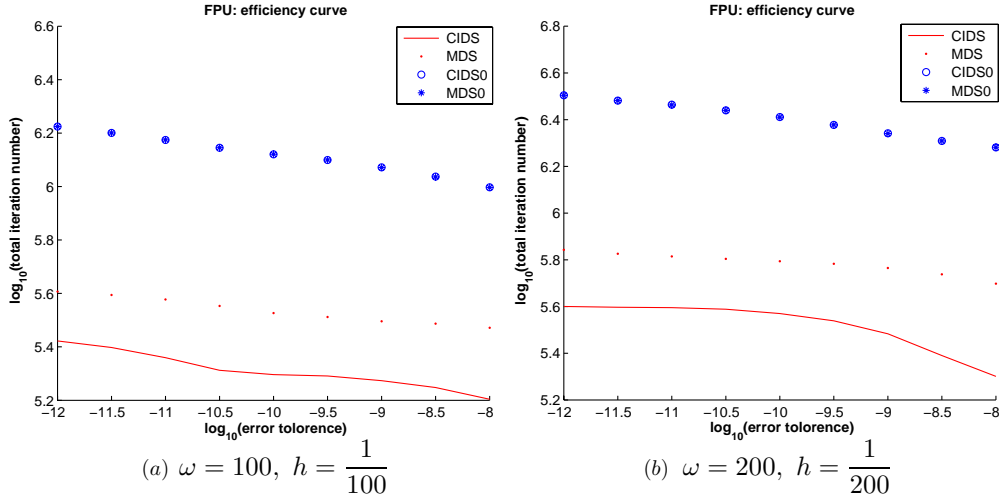 FPU: efficiency curve
6.6
6.4
6.2
6
5.8
5.6
5.4
5.2
log10(total iteration number)
CIDS
MDS
CIDS0
MDS0
−12 −11.5 −11 −10.5 −10 −9.5 −9 −8.5 −8
log10(error tolorence)
(a) ω = 100, h = 1/100
FPU: efficiency curve
6.8
6.6
6.4
6.2
6
5.8
5.6
5.4
5.2
log10(total iteration number)
CIDS
MDS
CIDS0
MDS0
−12 −11.5 −11 −10.5 −10 −9.5 −9 −8.5 −8
log10(error tolorence)
(b) ω = 200, h = 1/200